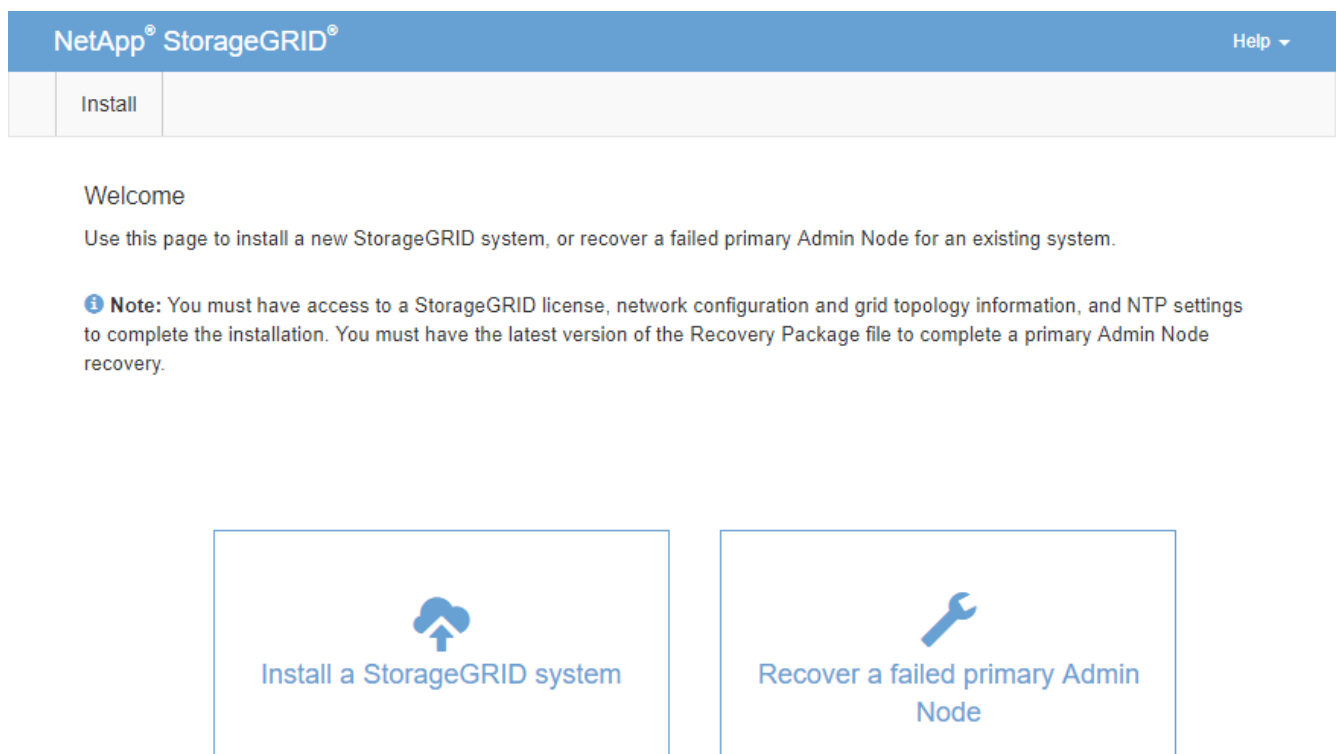 NetApp® StorageGRID®
Help
Install
Welcome
Use this page to install a new StorageGRID system, or recover a failed primary Admin Node for an existing system.
Note: You must have access to a StorageGRID license, network configuration and grid topology information, and NTP settings
to complete the installation. You must have the latest version of the Recovery Package file to complete a primary Admin Node
recovery.
Install a StorageGRID system
Recover a failed primary Admin
Node